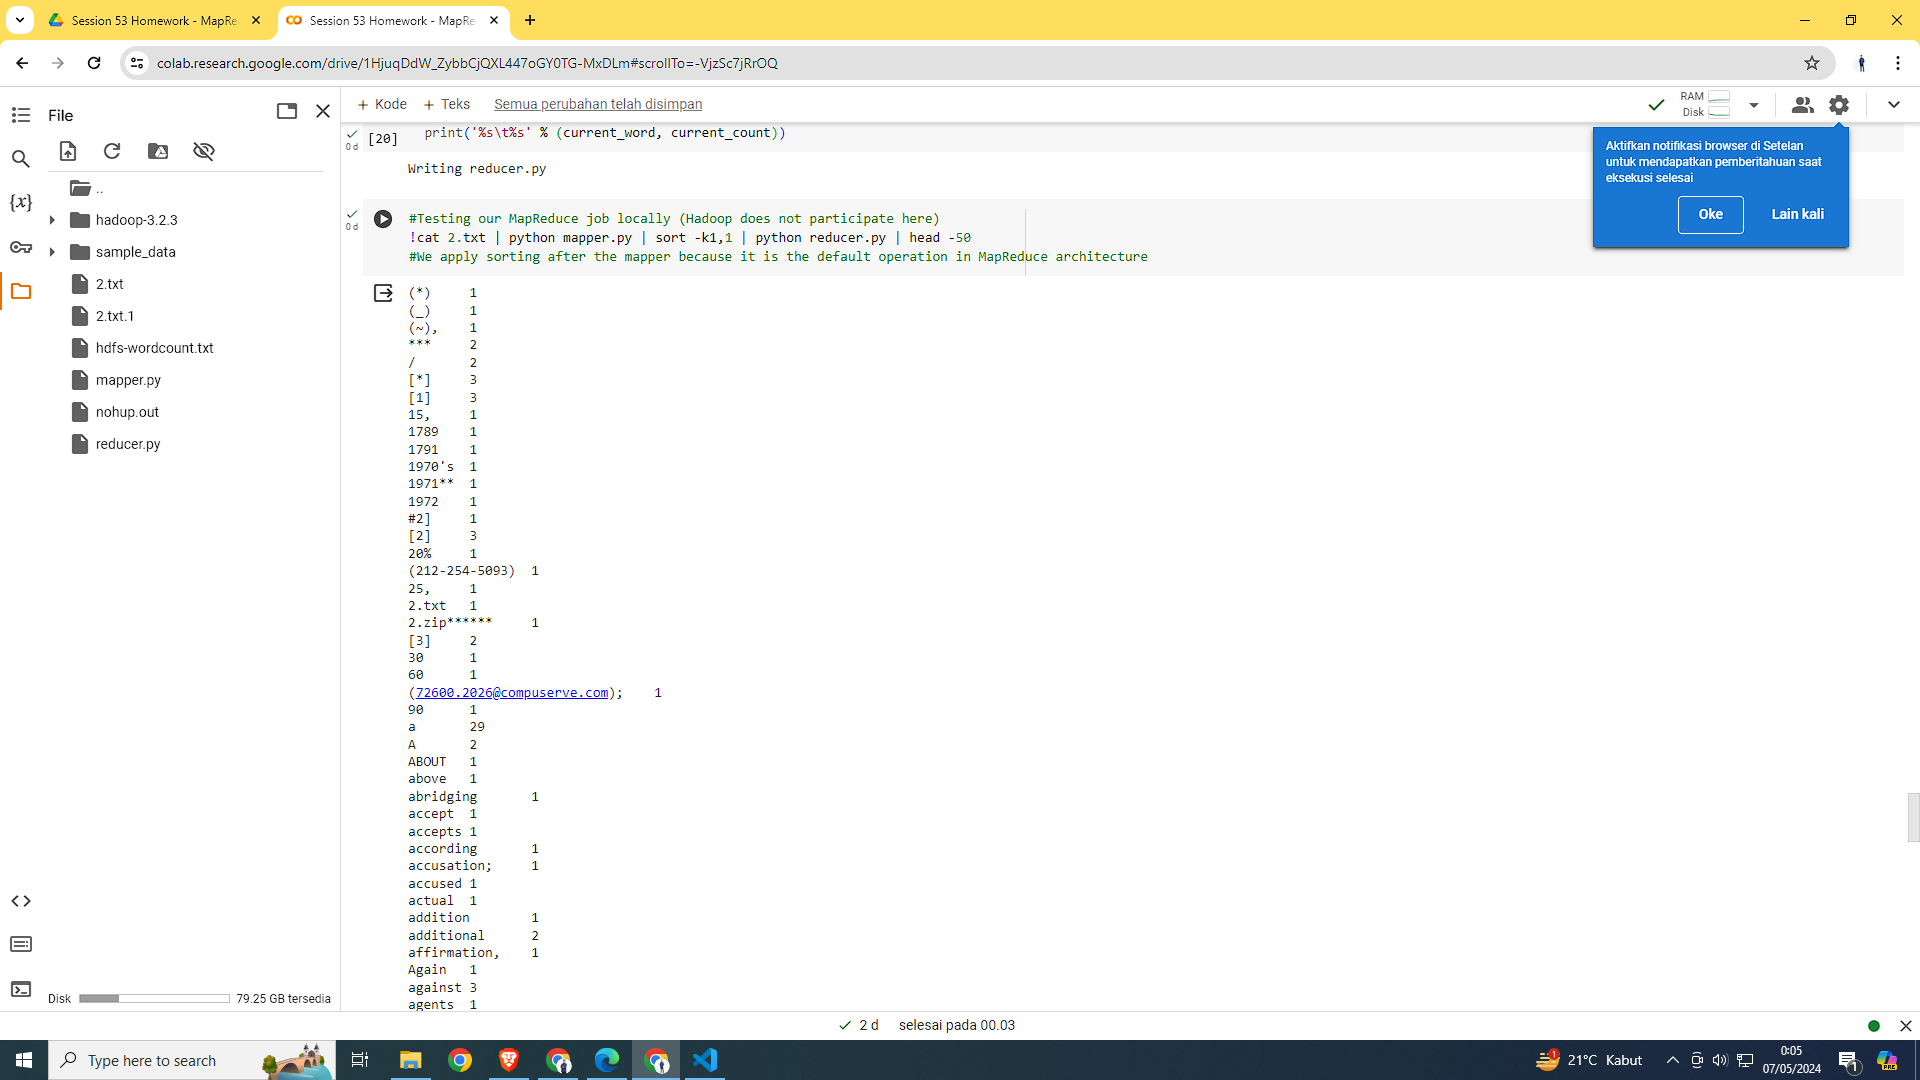 Session 53 Homework - MapRe
Session 53 Homework - MapRe
colab.research.google.com/drive/1HjuqDdW_ZybbCjQXL447oGY0TG-MxDLm#scrollTo=-VjzSc7jRrOQ
File
+ Kode + Teks Semua perubahan telah disimpan
RAM
Disk
Aktifkan notifikasi browser di Setelan
untuk mendapatkan pemberitahuan saat
eksekusi selesai
Oke Lain kali
..
hadoop-3.2.3
sample_data
2.txt
2.txt.1
hdfs-wordcount.txt
mapper.py
nohup.out
reducer.py
Disk 79.25 GB tersedia
0 d
[20] print('%s\t%s' % (current_word, current_count))
Writing reducer.py
0 d
#Testing our MapReduce job locally (Hadoop does not participate here)
!cat 2.txt | python mapper.py | sort -k1,1 | python reducer.py | head -50
#We apply sorting after the mapper because it is the default operation in MapReduce architecture
(*) 1
(_) 1
(~), 1
*** 2
/ 2
[*] 3
[1] 3
15, 1
1789 1
1791 1
1970's 1
1971** 1
1972 1
#2] 1
[2] 3
20% 1
(212-254-5093) 1
25, 1
2.txt 1
2.zip****** 1
[3] 2
30 1
60 1
(72600.2026@compuserve.com); 1
90 1
a 29
A 2
ABOUT 1
above 1
abridging 1
accept 1
accepts 1
according 1
accusation; 1
accused 1
actual 1
addition 1
additional 2
affirmation, 1
Again 1
against 3
agents 1
2 d selesai pada 00.03
Type here to search
1
21°C Kabut
0:05
07/05/2024
1
PRE